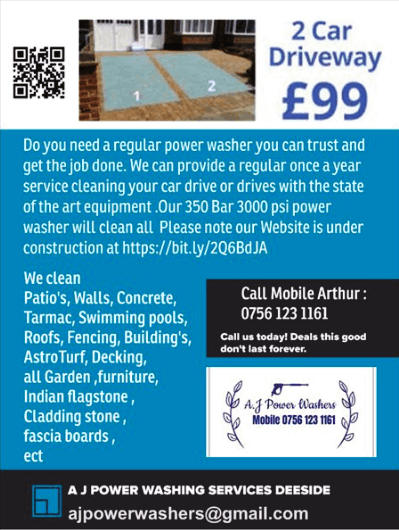 2 Car
Driveway
£99
1
2
Do you need a regular power washer you can trust and
get the job done. We can provide a regular once a year
service cleaning your car drive or drives with the state
of the art equipment .Our 350 Bar 3000 psi power
washer will clean all Please note our Website is under
construction at https://bit.ly/2Q6BdJA
We clean
Patio's, Walls, Concrete,
Tarmac, Swimming pools,
Roofs, Fencing, Building's,
AstroTurf, Decking,
all Garden ,furniture,
Indian flagstone ,
Cladding stone ,
fascia boards ,
ect
Call Mobile Arthur :
0756 123 1161
Call us today! Deals this good
don't last forever.
A.J Power Washers
Mobile 0756 123 1161
A J POWER WASHING SERVICES DEESIDE
ajpowerwashers@gmail.com